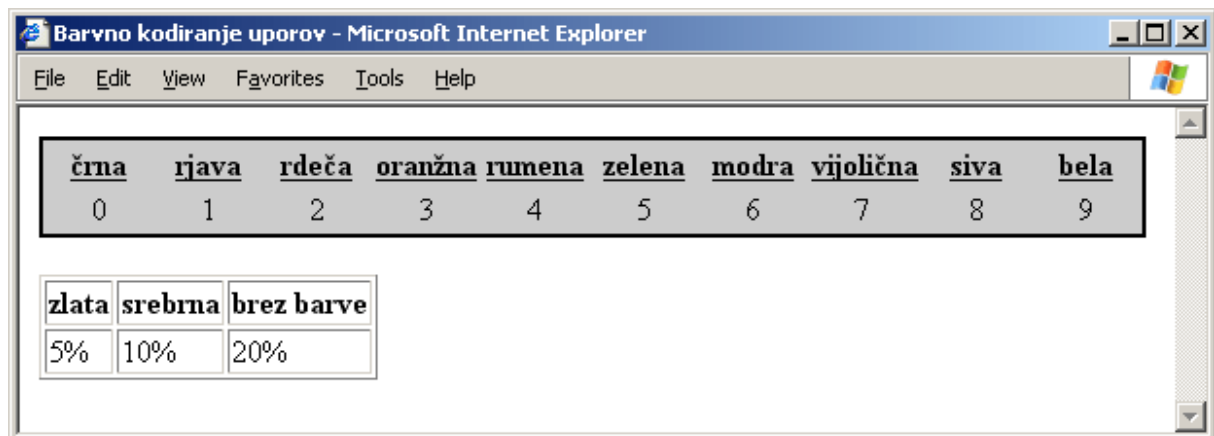 Barvno kodiranje uporov - Microsoft Internet Explorer
File Edit View Favorites Tools Help
črna rjava rdeča oranžna rumena zelena modra vijolična siva bela
0 1 2 3 4 5 6 7 8 9
zlata srebrna brez barve
5% 10% 20%